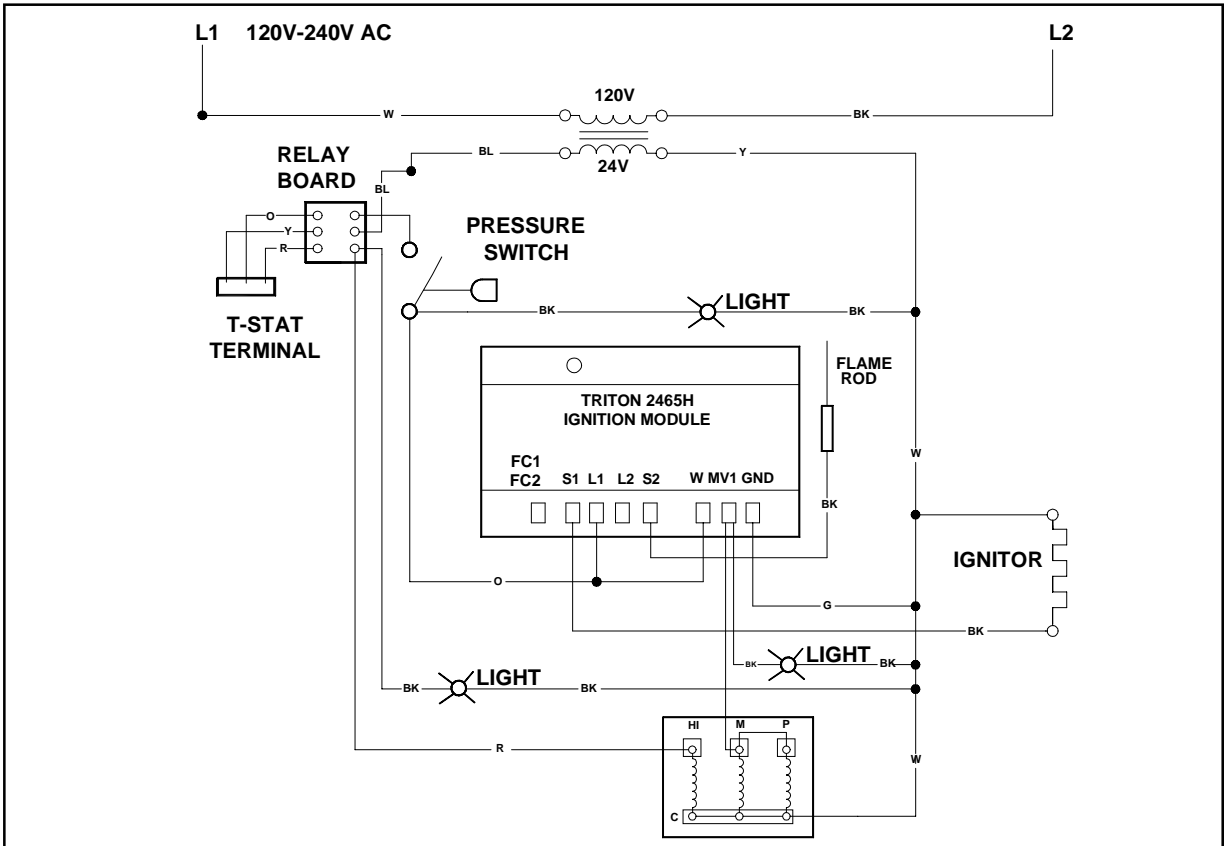 L1 120V-240V AC
L2
120V
W
BK
BL
Y
24V
RELAY
BOARD
BL
O
Y
R
PRESSURE
SWITCH
T-STAT
TERMINAL
BK
LIGHT
BK
FLAME
ROD
TRITON 2465H
IGNITION MODULE
FC1
FC2 S1 L1 L2 S2 W MV1 GND
W
BK
IGNITOR
O
G
BK
BK
LIGHT
BK
BK
LIGHT
BK
HI M P
R
W
C